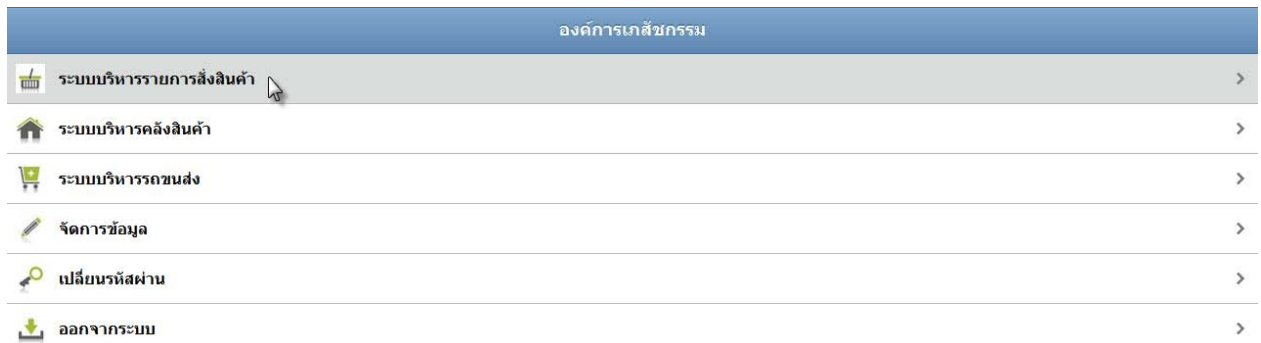 องค์การเภสัชกรรม
ระบบบริหารรายการสั่งสินค้า
ระบบบริหารคลังสินค้า
ระบบบริหารรถขนส่ง
จัดการข้อมูล
เปลี่ยนรหัสผ่าน
ออกจากระบบ